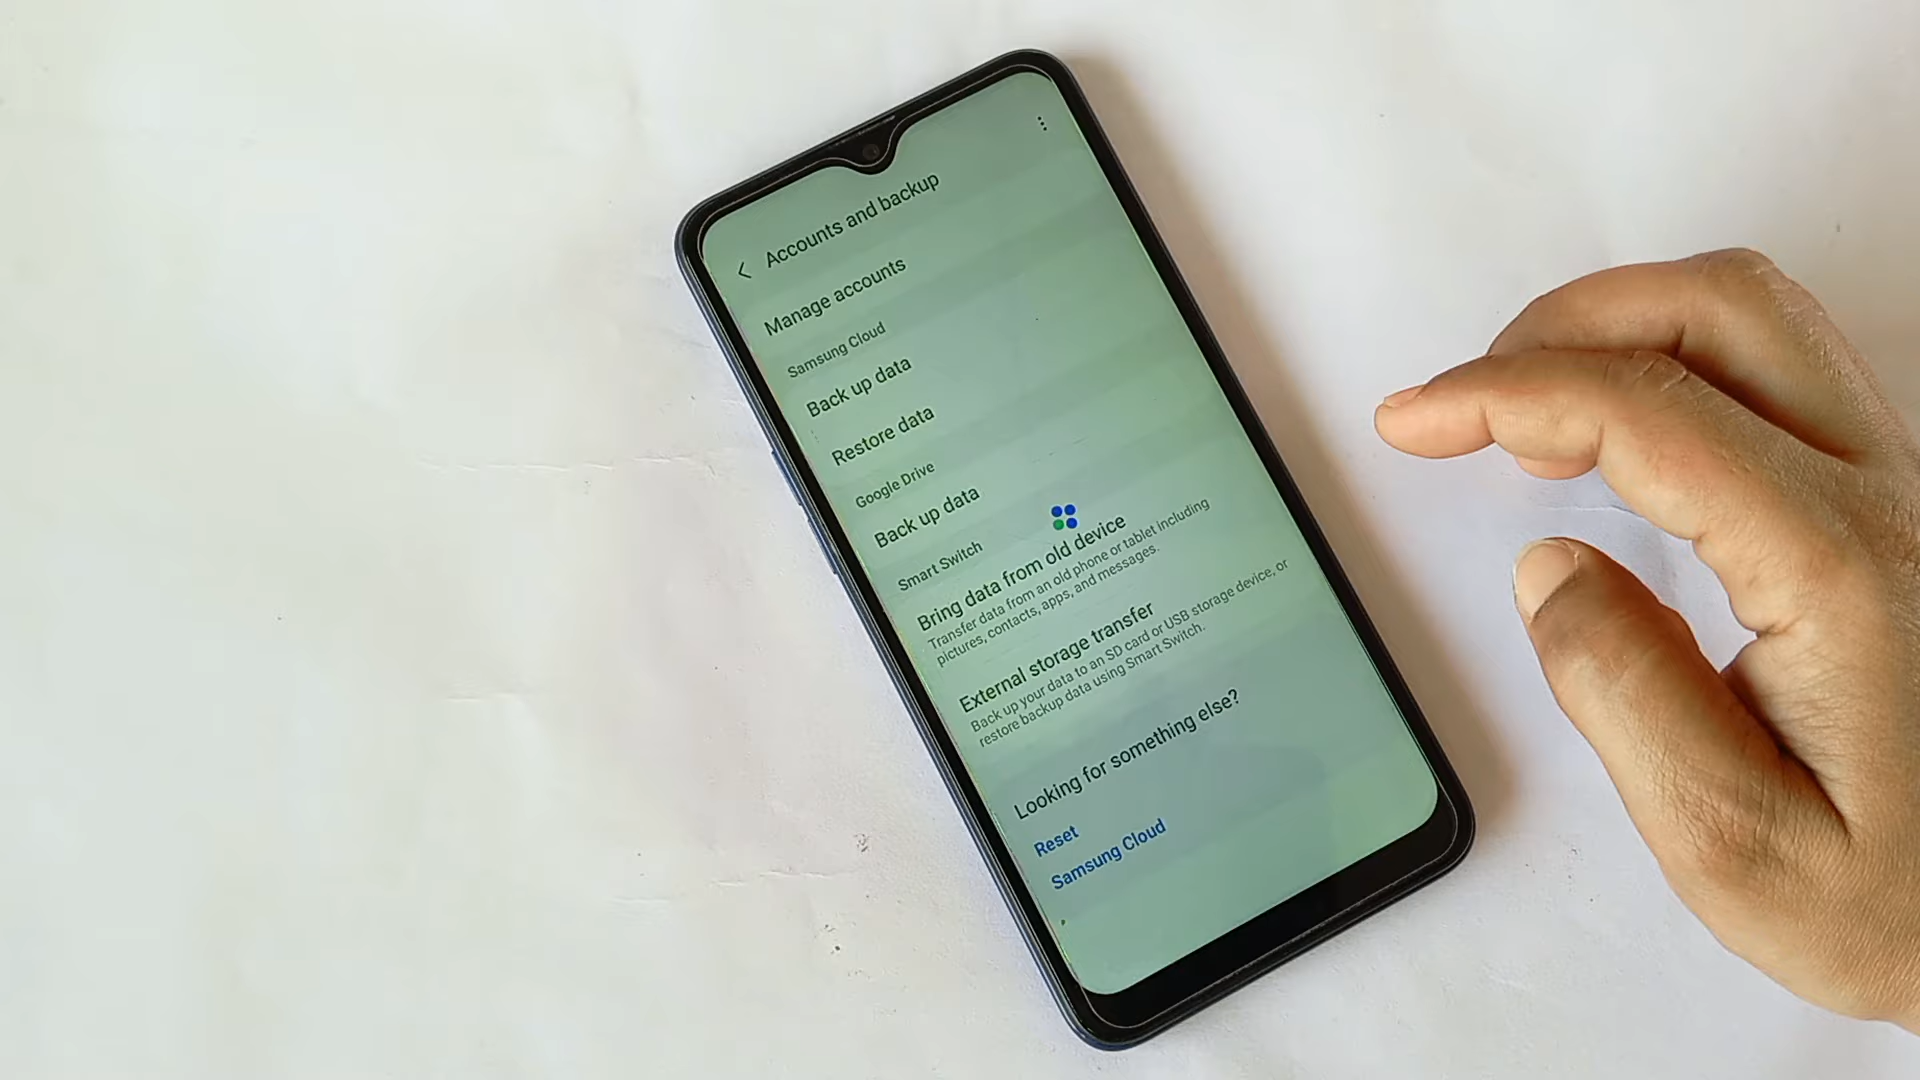 Accounts and backup
Manage accounts
Samsung Cloud
Back up data
Restore data
Google Drive
Back up data
Smart Switch
Bring data from old device
Transfer data from an old phone or tablet including
pictures, contacts, apps, and messages.
External storage transfer
Back up your data to an SD card or USB storage device, or
restore backup data using Smart Switch.
Looking for something else?
Reset
Samsung Cloud